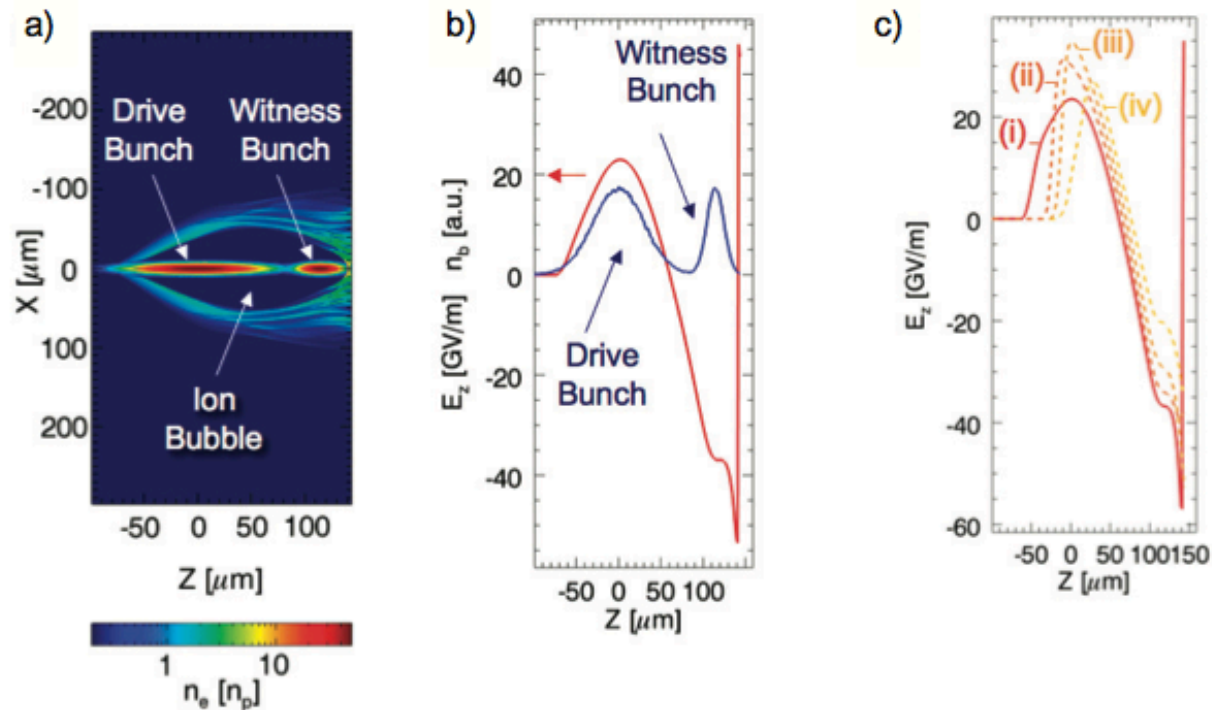 a)
Drive
Bunch
Witness
Bunch
Ion
Bubble
X [μm]
-200
-100
0
100
200
-50 0 50 100
Z [μm]
1 10
n_e [n_p]
b)
Witness
Bunch
Drive
Bunch
E_z [GV/m] n_b [a.u.]
40
20
0
-20
-40
-50 0 50 100
Z [μm]
c)
(i)
(ii)
(iii)
(iv)
E_z [GV/m]
20
0
-20
-40
-60
-50 0 50 100 150
Z [μm]